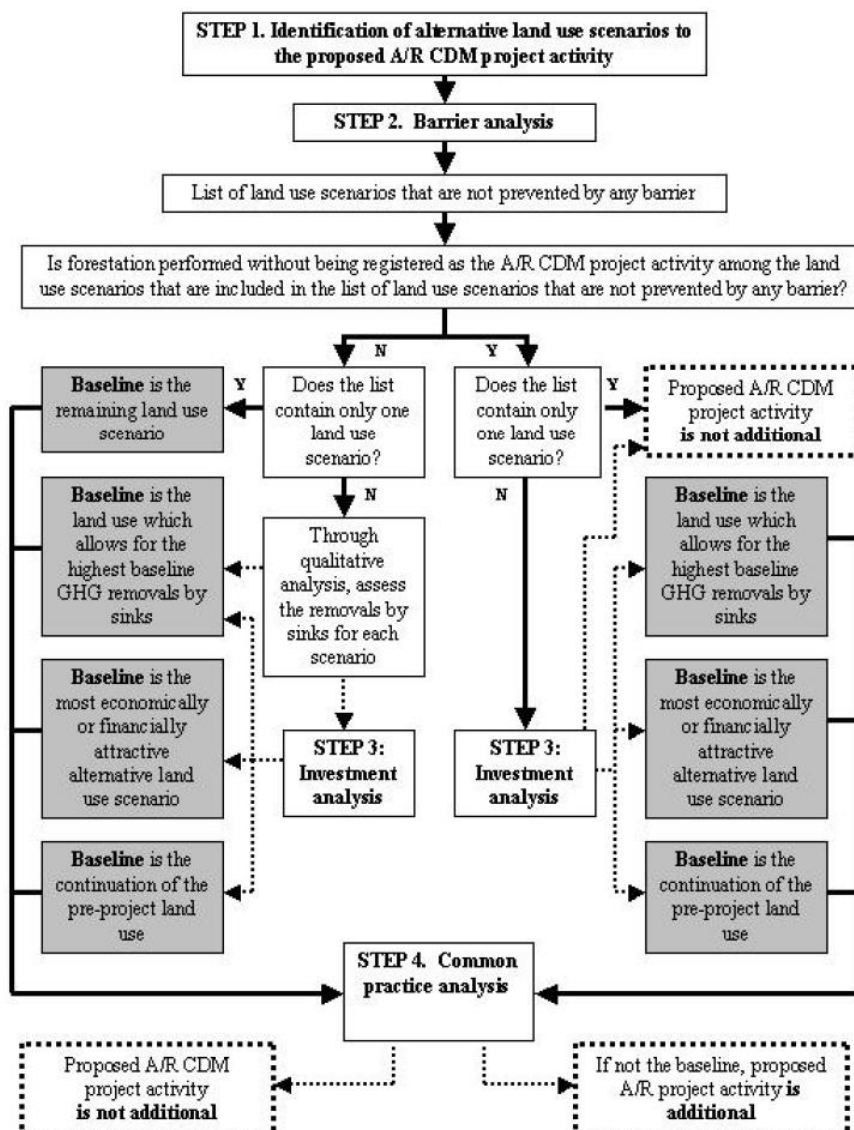 STEP 1. Identification of alternative land use scenarios to
the proposed A/R CDM project activity
STEP 2. Barrier analysis
List of land use scenarios that are not prevented by any barrier
Is forestation performed without being registered as the A/R CDM project activity among the land
use scenarios that are included in the list of land use scenarios that are not prevented by any barrier?
N
Y
Baseline is the
remaining land use
scenario
Y
Does the list
contain only one
land use
scenario?
Does the list
contain only
one land use
scenario?
Y
Proposed A/R CDM
project activity
is not additional
N
N
Baseline is the
land use which
allows for the
highest baseline
GHG removals by
sinks
Through
qualitative
analysis, assess
the removals by
sinks for each
scenario
Baseline is the
land use which
allows for the
highest baseline
GHG removals by
sinks
Baseline is the
most economically
or financially
attractive
alternative land
use scenario
STEP 3:
Investment
analysis
STEP 3:
Investment
analysis
Baseline is the
most economically
or financially
attractive
alternative land
use scenario
Baseline is the
continuation of the
pre-project land
use
Baseline is the
continuation of the
pre-project land
use
STEP 4. Common
practice analysis
Proposed A/R CDM
project activity
is not additional
If not the baseline, proposed
A/R project activity is
additional